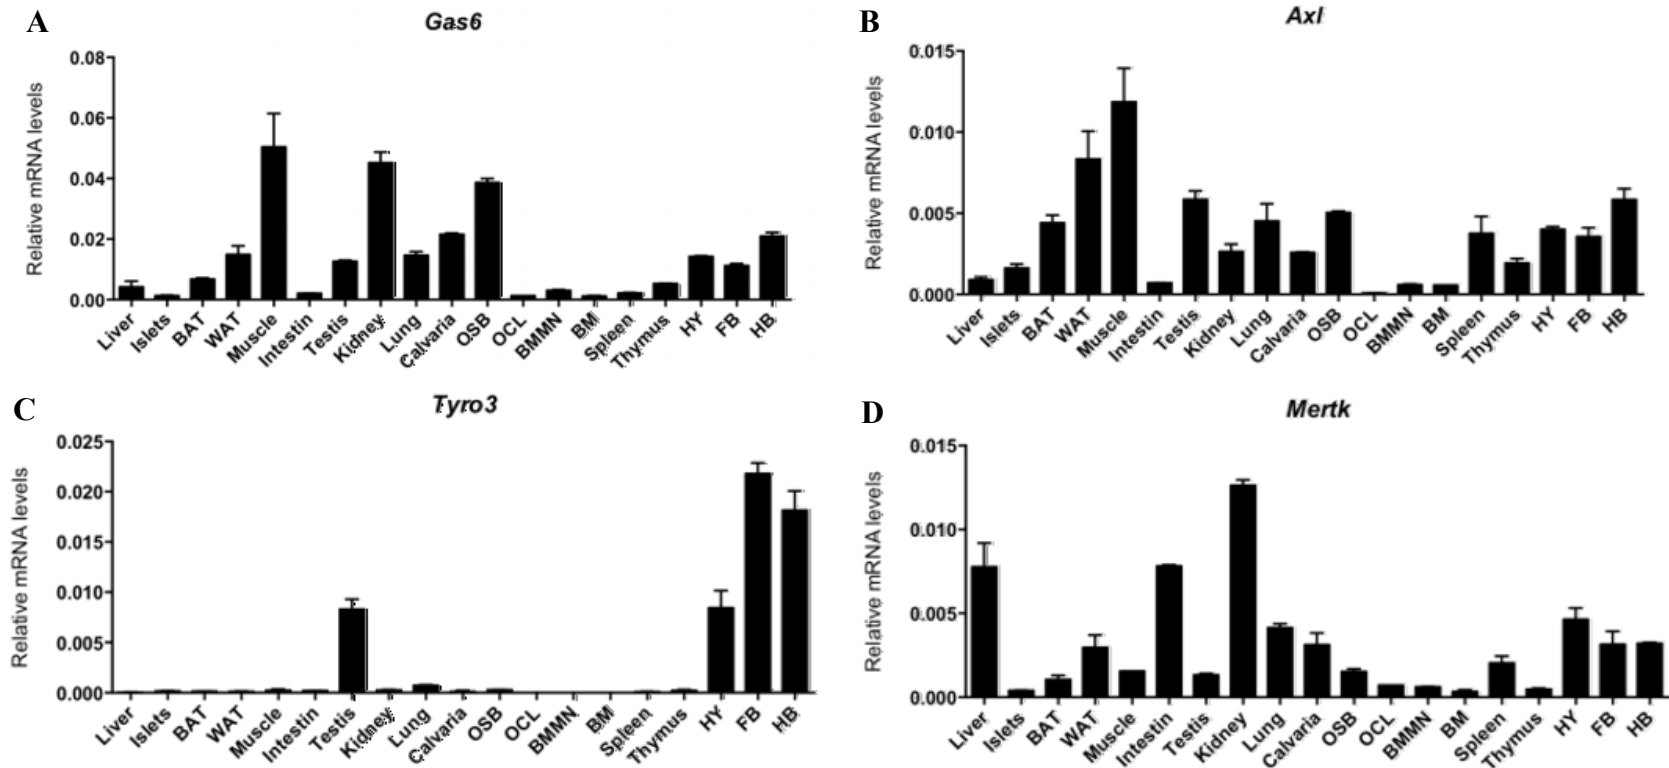 A
Gas6
Relative mRNA levels
0.08
0.06
0.04
0.02
0.00
Liver
Islets
BAT
WAT
Muscle
Intestin
Testis
Kidney
Lung
Calvaria
OSB
OCL
BMMN
BM
Spleen
Thymus
HY
FB
HB
B
Axl
Relative mRNA levels
0.015
0.010
0.005
0.000
Liver
Islets
BAT
WAT
Muscle
Intestin
Testis
Kidney
Lung
Calvaria
OSB
OCL
BMMN
BM
Spleen
Thymus
HY
FB
HB
C
Tyro3
Relative mRNA levels
0.025
0.020
0.015
0.010
0.005
0.000
Liver
Islets
BAT
WAT
Muscle
Intestin
Testis
Kidney
Lung
Calvaria
OSB
OCL
BMMN
BM
Spleen
Thymus
HY
FB
HB
D
Mertk
Relative mRNA levels
0.015
0.010
0.005
0.000
Liver
Islets
BAT
WAT
Muscle
Intestin
Testis
Kidney
Lung
Calvaria
OSB
OCL
BMMN
BM
Spleen
Thymus
HY
FB
HB